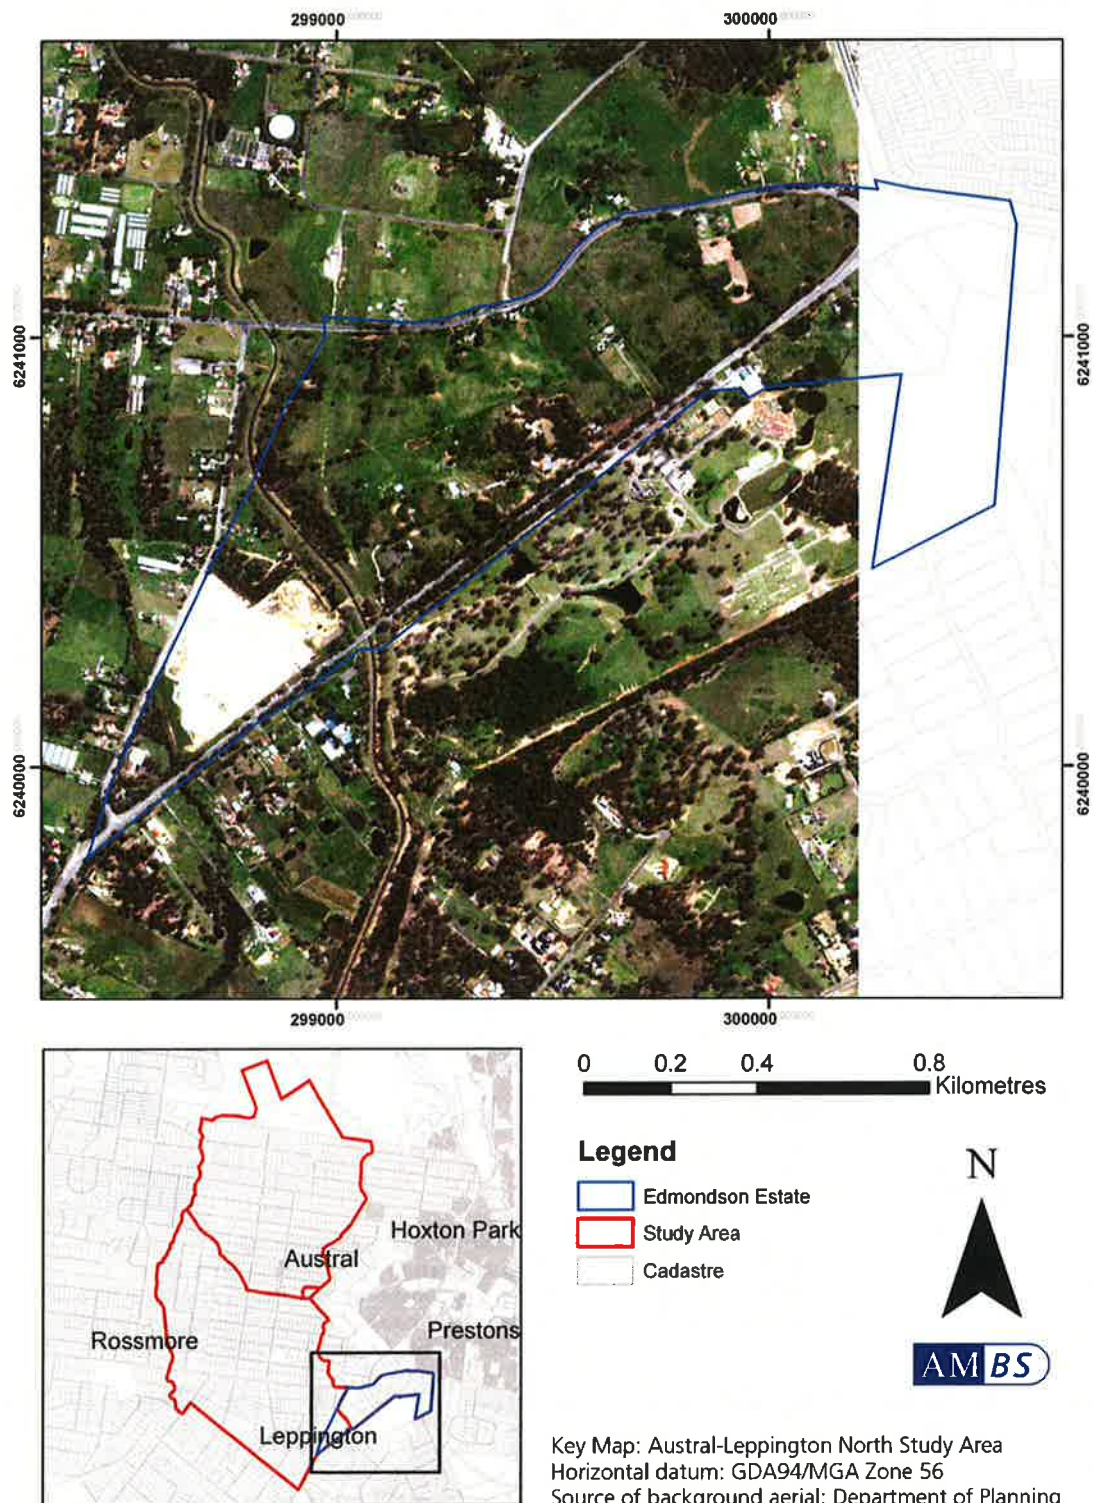 299000
300000
6241000
6241000
6240000
6240000
299000
300000
0 0.2 0.4 0.8
Kilometres
Legend
Edmondson Estate
Study Area
Cadastre
N
AMBS
Hoxton Park
Austral
Prestons
Rossmore
Leppington
Key Map: Austral-Leppington North Study Area
Horizontal datum: GDA94/MGA Zone 56
Source of background aerial: Department of Planning